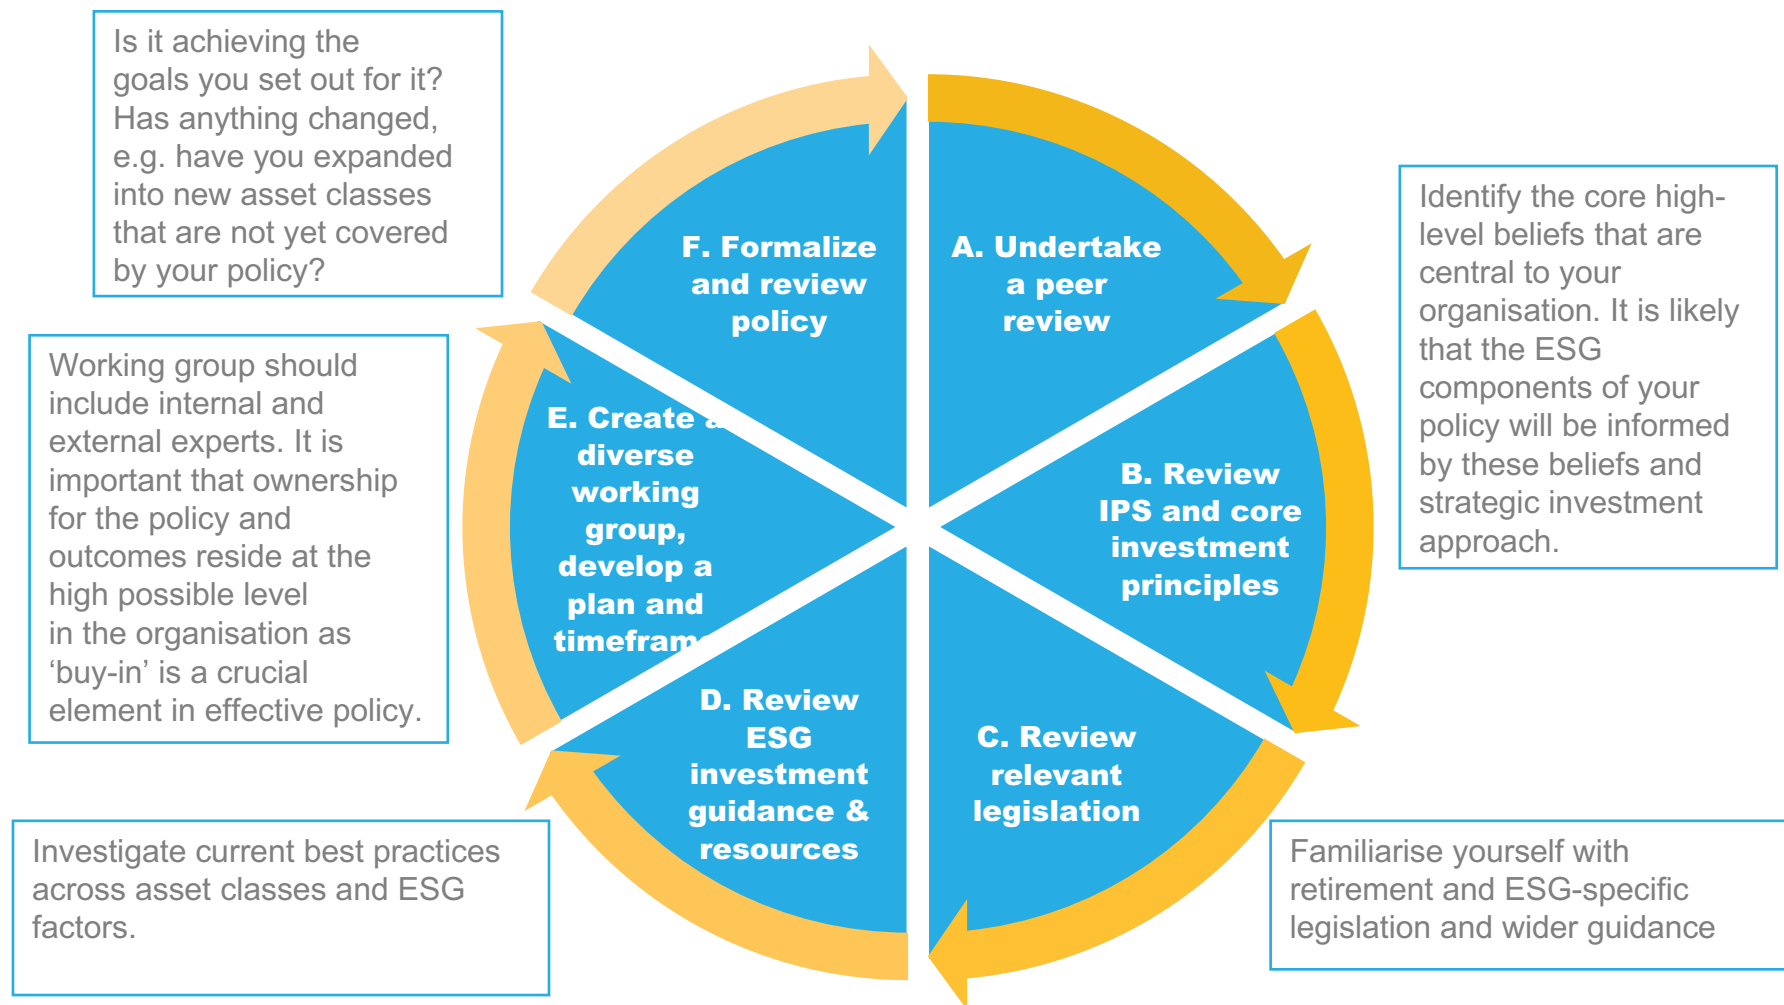 Is it achieving the
goals you set out for it?
Has anything changed,
e.g. have you expanded
into new asset classes
that are not yet covered
by your policy?
F. Formalize
and review
policy
A. Undertake
a peer
review
Identify the core high-
level beliefs that are
central to your
organisation. It is likely
that the ESG
components of your
policy will be informed
by these beliefs and
strategic investment
approach.
Working group should
include internal and
external experts. It is
important that ownership
for the policy and
outcomes reside at the
high possible level
in the organisation as
‘buy-in’ is a crucial
element in effective policy.
E. Create a
diverse
working
group,
develop a
plan and
timeframe
B. Review
IPS and core
investment
principles
D. Review
ESG
investment
guidance &
resources
C. Review
relevant
legislation
Investigate current best practices
across asset classes and ESG
factors.
Familiarise yourself with
retirement and ESG-specific
legislation and wider guidance